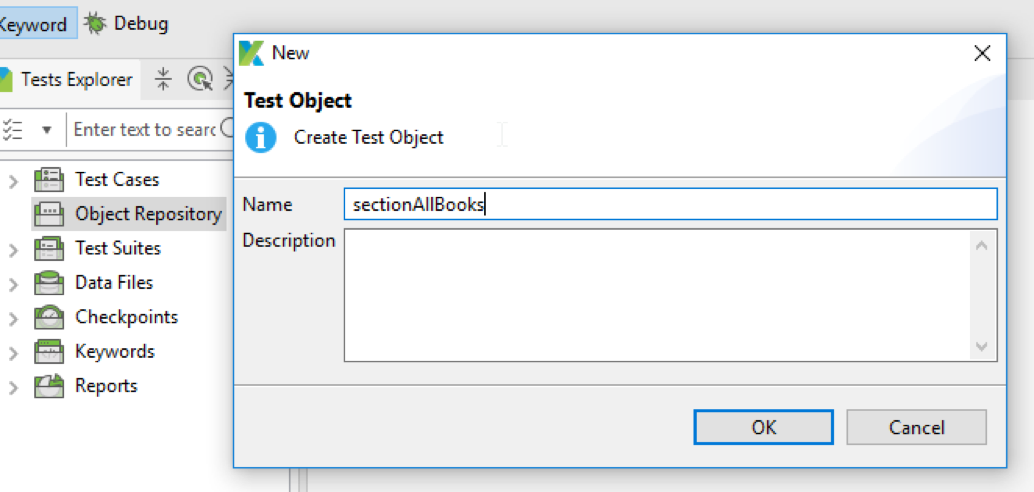 Keyword Debug
Tests Explorer
Enter text to searc
Test Cases
Object Repository
Test Suites
Data Files
Checkpoints
Keywords
Reports
New
Test Object
Create Test Object
Name sectionAllBooks
Description
OK Cancel